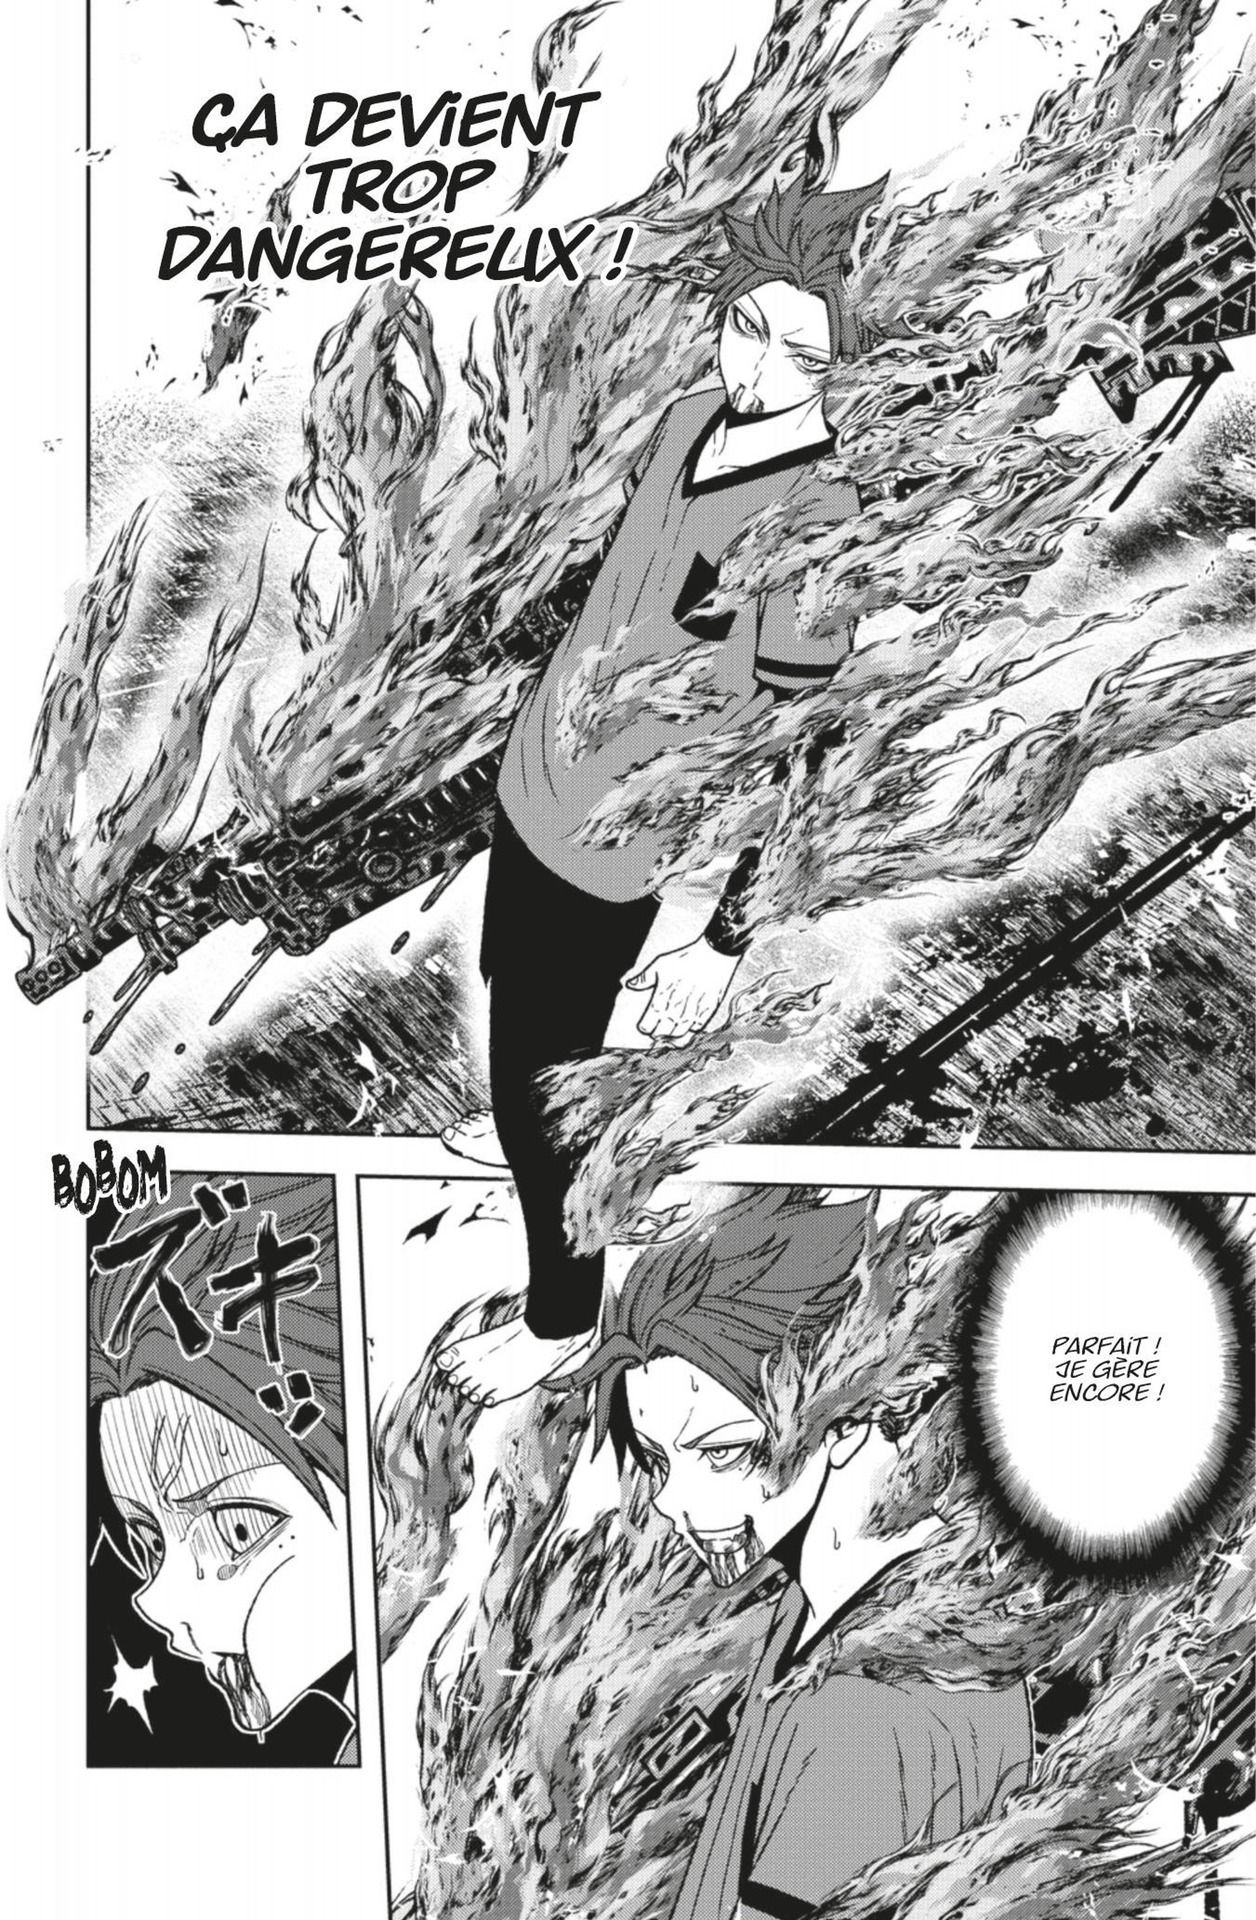 ÇA DEVIENT
TROP
DANGEREUX !
BOBOM
ズキッ
PARFAIT !
JE GÈRE
ENCORE !